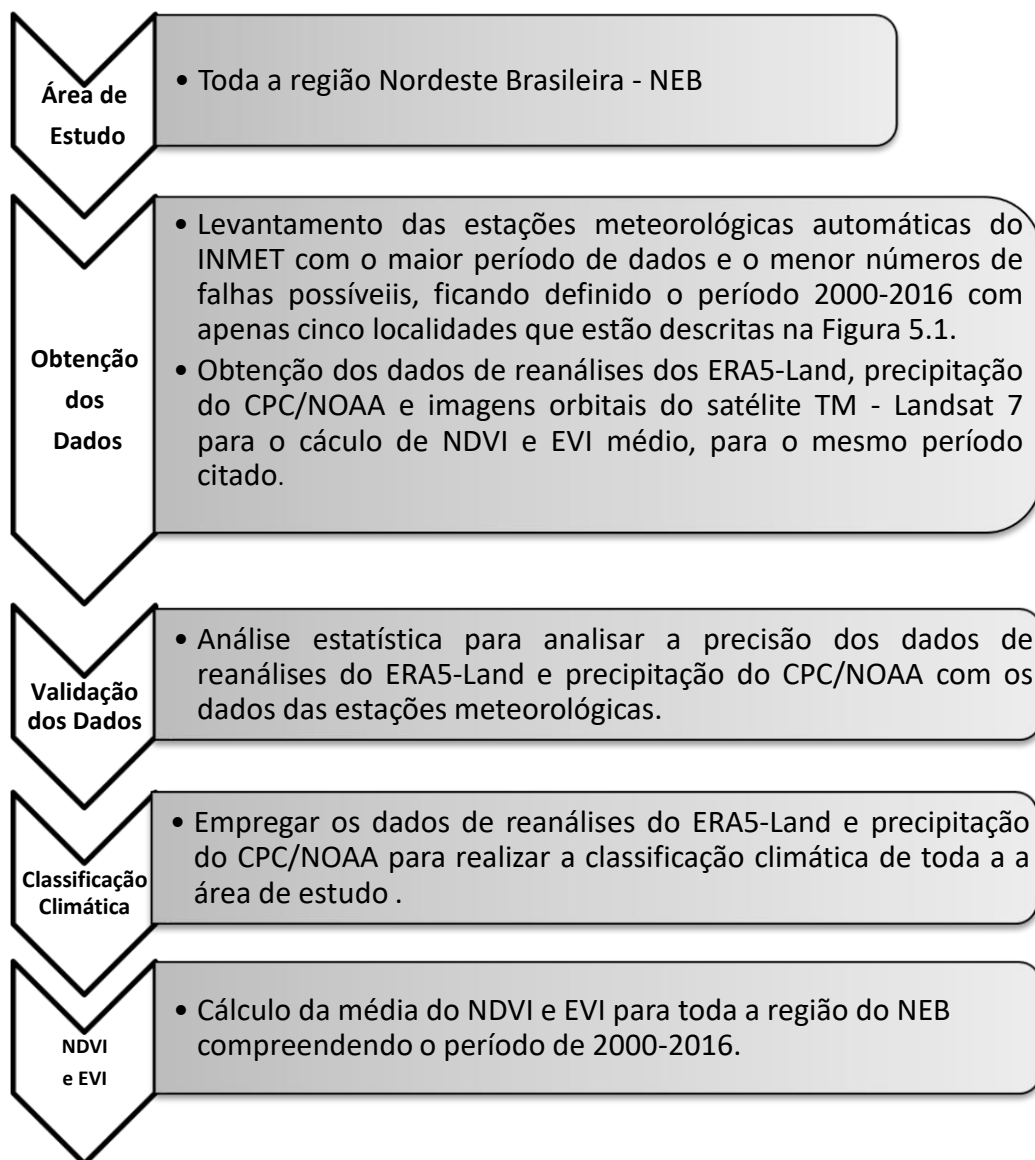 Área de
Estudo
• Toda a região Nordeste Brasileira - NEB
Obtenção
dos
Dados
• Levantamento das estações meteorológicas automáticas do
INMET com o maior período de dados e o menor números de
falhas possíveiis, ficando definido o período 2000-2016 com
apenas cinco localidades que estão descritas na Figura 5.1.
• Obtenção dos dados de reanálises dos ERA5-Land, precipitação
do CPC/NOAA e imagens orbitais do satélite TM - Landsat 7
para o cáculo de NDVI e EVI médio, para o mesmo período
citado.
Validação
dos Dados
• Análise estatística para analisar a precisão dos dados de
reanálises do ERA5-Land e precipitação do CPC/NOAA com os
dados das estações meteorológicas.
Classificação
Climática
• Empregar os dados de reanálises do ERA5-Land e precipitação
do CPC/NOAA para realizar a classificação climática de toda a a
área de estudo .
NDVI
e EVI
• Cálculo da média do NDVI e EVI para toda a região do NEB
compreendendo o período de 2000-2016.